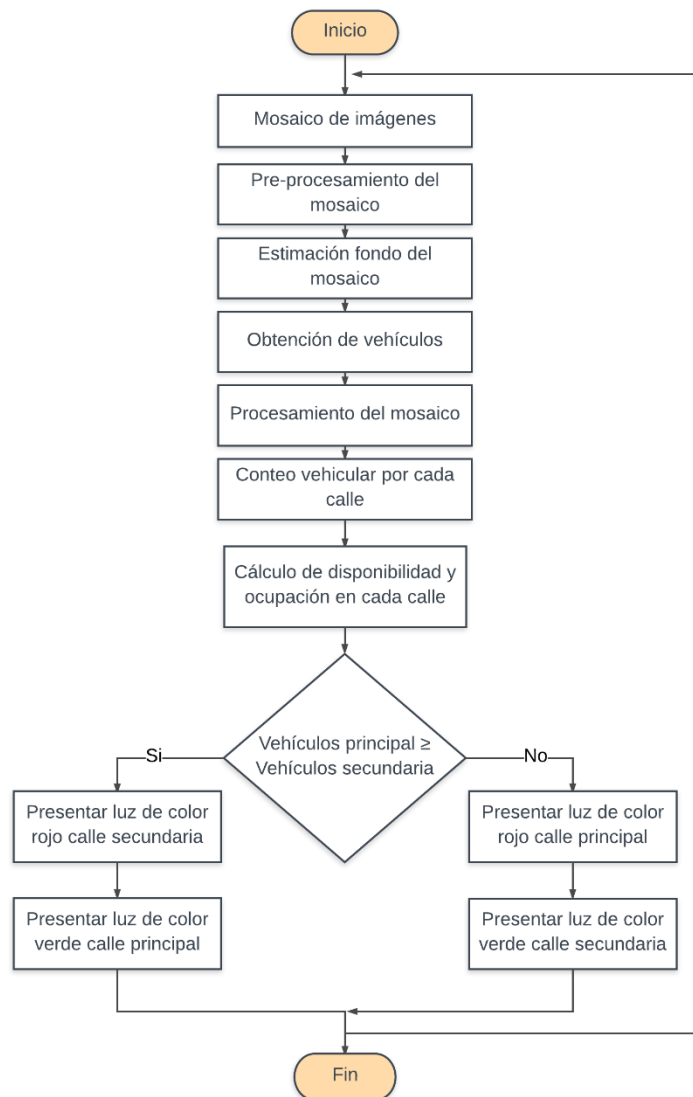 Inicio
Mosaico de imágenes
Pre-procesamiento del
mosaico
Estimación fondo del
mosaico
Obtención de vehículos
Procesamiento del mosaico
Conteo vehicular por cada
calle
Cálculo de disponibilidad y
ocupación en cada calle
Vehículos principal ≥
Vehículos secundaria
Si
No
Presentar luz de color
rojo calle secundaria
Presentar luz de color
rojo calle principal
Presentar luz de color
verde calle principal
Presentar luz de color
verde calle secundaria
Fin